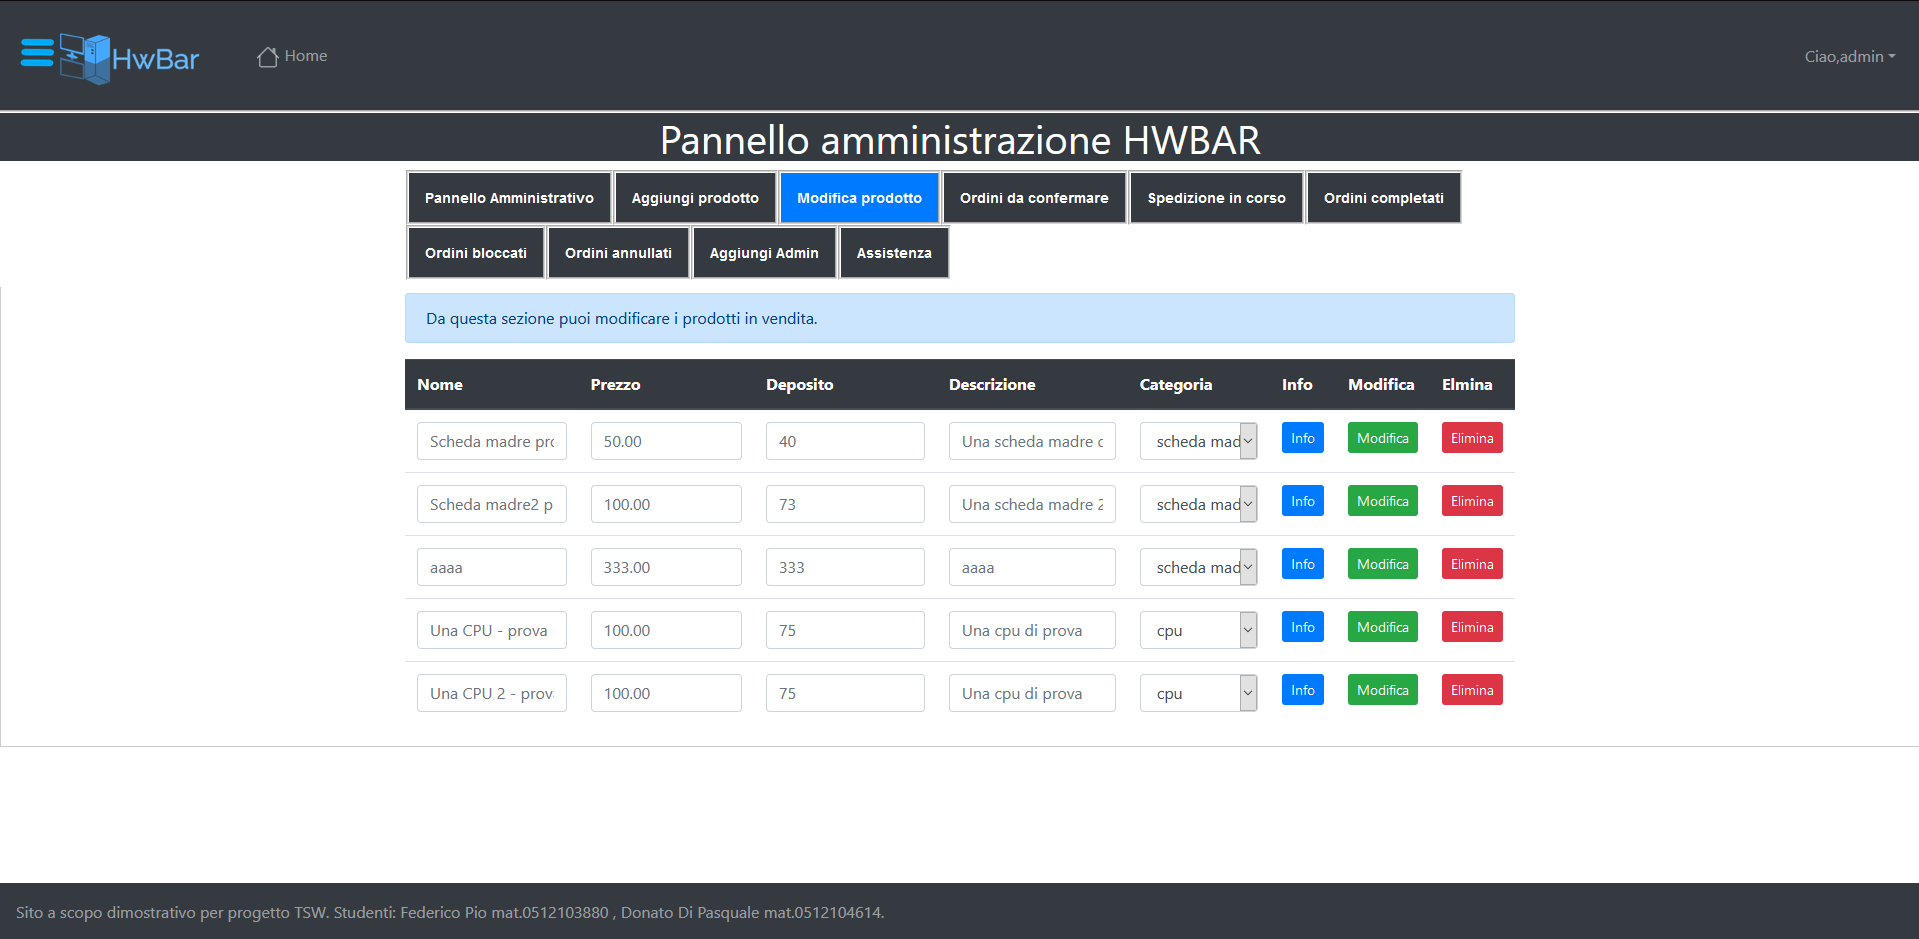 HwBar Home Ciao,admin
Pannello amministrazione HWBAR
Pannello Amministrativo Aggiungi prodotto Modifica prodotto Ordini da confermare Spedizione in corso Ordini completati
Ordini bloccati Ordini annullati Aggiungi Admin Assistenza
Da questa sezione puoi modificare i prodotti in vendita.
Nome Prezzo Deposito Descrizione Categoria Info Modifica Elmina
Scheda madre pro 50.00 40 Una scheda madre scheda mad Info Modifica Elimina
Scheda madre2 p 100.00 73 Una scheda madre 2 scheda mad Info Modifica Elimina
aaaa 333.00 333 aaaa scheda mad Info Modifica Elimina
Una CPU - prova 100.00 75 Una cpu di prova cpu Info Modifica Elimina
Una CPU 2 - prova 100.00 75 Una cpu di prova cpu Info Modifica Elimina
Sito a scopo dimostrativo per progetto TSW. Studenti: Federico Pio mat.0512103880 , Donato Di Pasquale mat.0512104614.